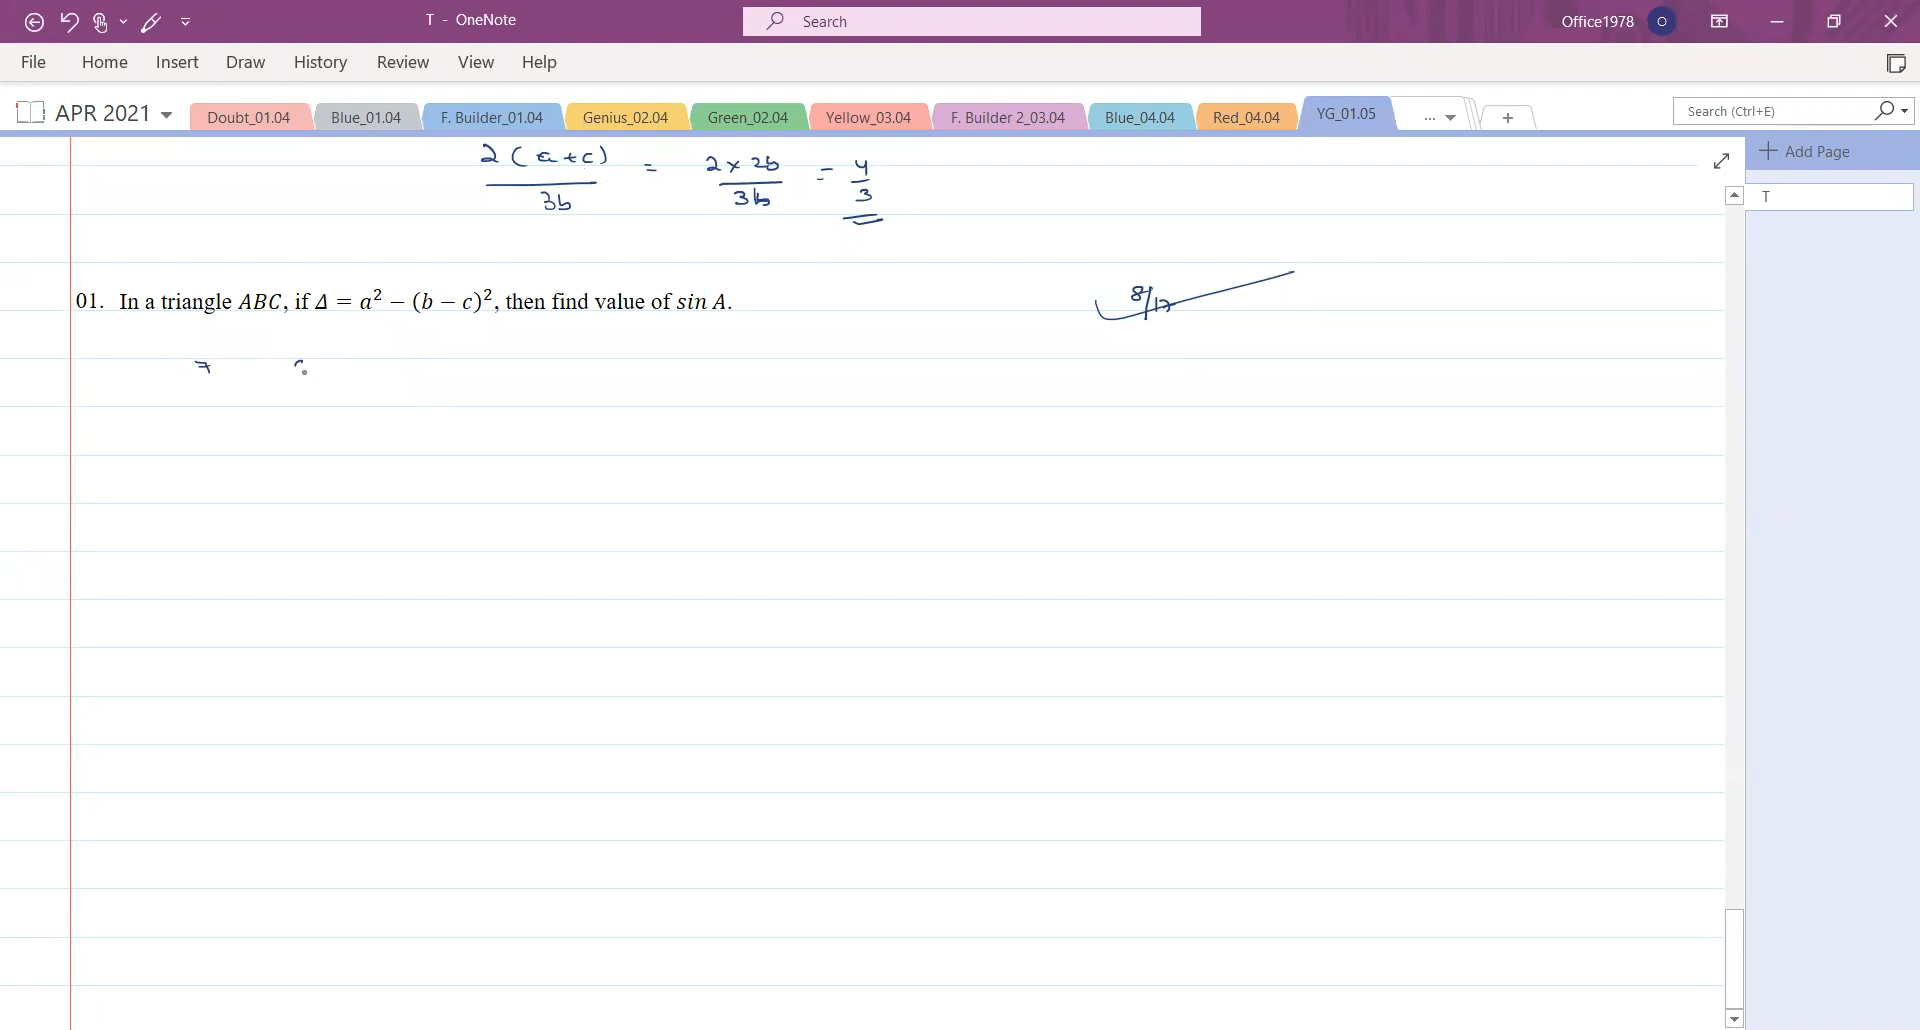 T - OneNote
Search
Office1978
O
File Home Insert Draw History Review View Help
APR 2021
Doubt_01.04 Blue_01.04 F. Builder_01.04 Genius_02.04 Green_02.04 Yellow_03.04 F. Builder 2_03.04 Blue_04.04 Red_04.04 YG_01.05 ... +
Search (Ctrl+E)
Add Page
T
2(a+c)/3b = 2×2b/3b = 4/3
01. In a triangle ABC, if Δ = a² − (b − c)², then find value of sin A.
8/17